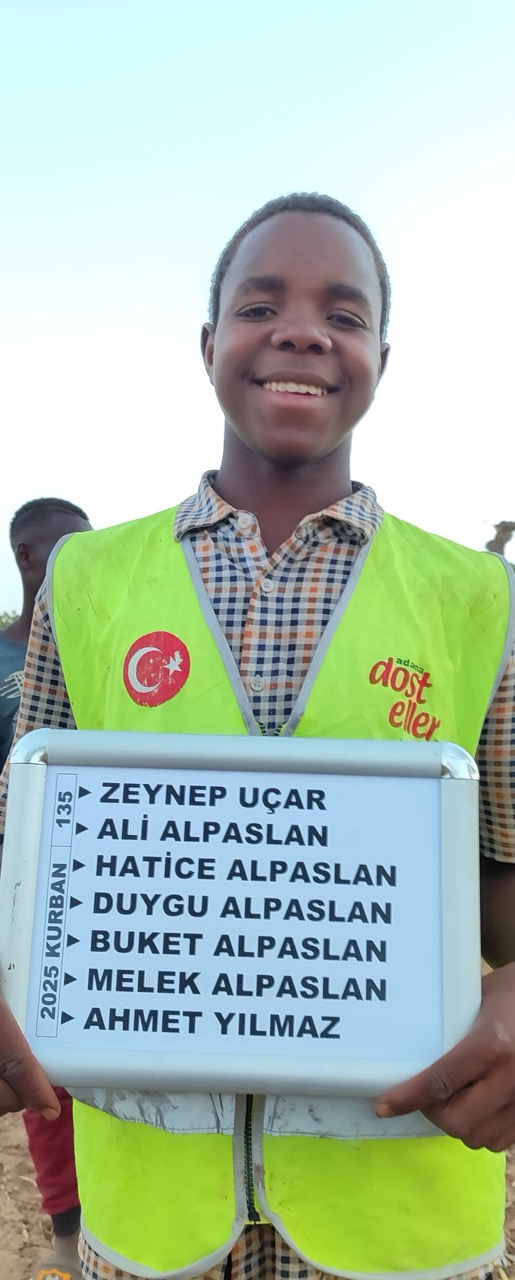 adana
dost
eller
135
2025 KURBAN
▶ ZEYNEP UÇAR
▶ ALİ ALPASLAN
▶ HATİCE ALPASLAN
▶ DUYGU ALPASLAN
▶ BUKET ALPASLAN
▶ MELEK ALPASLAN
▶ AHMET YILMAZ